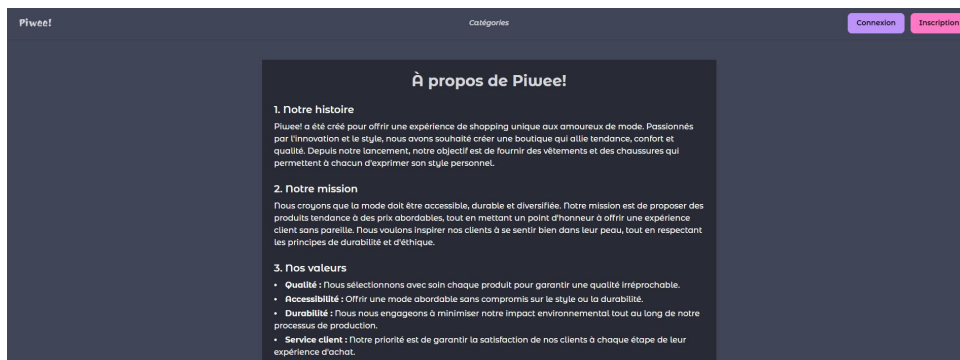 Piwee!
Catégories
Connexion
Inscription
À propos de Piwee!
1. Notre histoire
Piwee! a été créé pour offrir une expérience de shopping unique aux amoureux de mode. Passionnés
par l'innovation et le style, nous avons souhaité créer une boutique qui allie tendance, confort et
qualité. Depuis notre lancement, notre objectif est de fournir des vêtements et des chaussures qui
permettent à chacun d'exprimer son style personnel.
2. Notre mission
Nous croyons que la mode doit être accessible, durable et diversifiée. Notre mission est de proposer des
produits tendance à des prix abordables, tout en mettant un point d'honneur à offrir une expérience
client sans pareille. Nous voulons inspirer nos clients à se sentir bien dans leur peau, tout en respectant
les principes de durabilité et d'éthique.
3. Nos valeurs
• Qualité : Nous sélectionnons avec soin chaque produit pour garantir une qualité irréprochable.
• Accessibilité : Offrir une mode abordable sans compromis sur le style ou la durabilité.
• Durabilité : Nous nous engageons à minimiser notre impact environnemental tout au long de notre
processus de production.
• Service client : Notre priorité est de garantir la satisfaction de nos clients à chaque étape de leur
expérience d'achat.